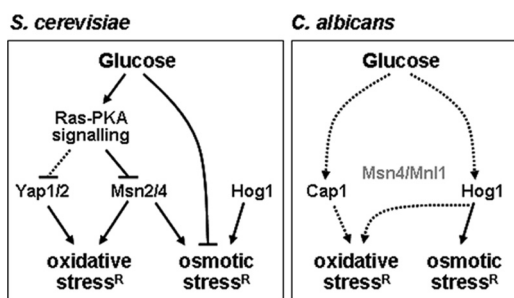 S. cerevisiae
Glucose
Ras-PKA
signalling
Yap1/2 Msn2/4 Hog1
oxidative
stressR
osmotic
stressR
C. albicans
Glucose
Msn4/Mnl1
Cap1 Hog1
oxidative
stressR
osmotic
stressR